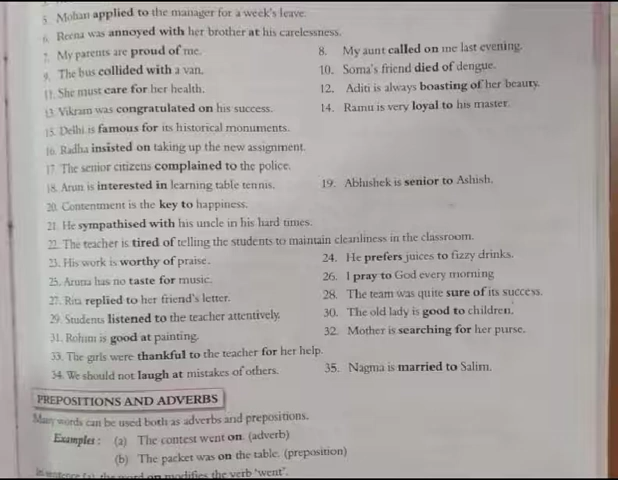 5. Mohan applied to the manager for a week's leave.
6. Reena was annoyed with her brother at his carelessness.
7. My parents are proud of me.
8. My aunt called on me last evening.
9. The bus collided with a van.
10. Soma's friend died of dengue.
11. She must care for her health.
12. Aditi is always boasting of her beauty.
13. Vikram was congratulated on his success.
14. Ramu is very loyal to his master.
15. Delhi is famous for its historical monuments.
16. Radha insisted on taking up the new assignment.
17. The senior citizens complained to the police.
18. Arun is interested in learning table tennis.
19. Abhishek is senior to Ashish.
20. Contentment is the key to happiness.
21. He sympathised with his uncle in his hard times.
22. The teacher is tired of telling the students to maintain cleanliness in the classroom.
23. His work is worthy of praise.
24. He prefers juices to fizzy drinks.
25. Aruna has no taste for music.
26. I pray to God every morning
27. Rita replied to her friend's letter.
28. The team was quite sure of its success.
29. Students listened to the teacher attentively.
30. The old lady is good to children.
31. Rohini is good at painting.
32. Mother is searching for her purse.
33. The girls were thankful to the teacher for her help.
34. We should not laugh at mistakes of others.
35. Nagma is married to Salim.
PREPOSITIONS AND ADVERBS
Many words can be used both as adverbs and prepositions.
Examples : (a) The contest went on. (adverb)
(b) The packet was on the table. (preposition)
In sentence (a), the word on modifies the verb 'went'.